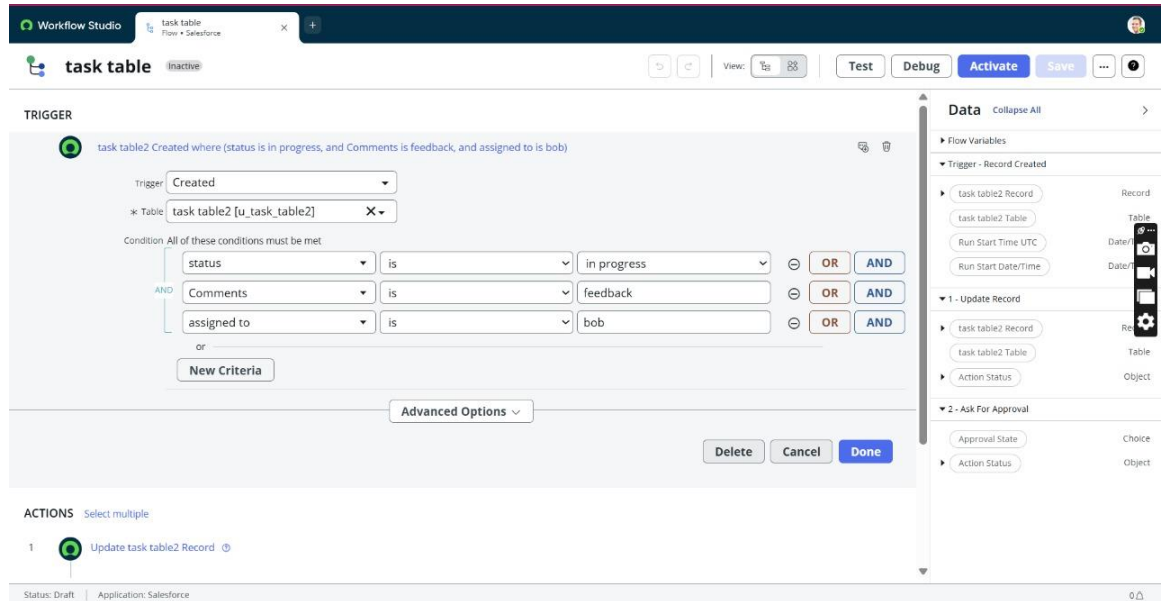 Workflow Studio
task table
Flow • Salesforce
task table Inactive
View:
Test Debug Activate Save ...
TRIGGER
task table2 Created where (status is in progress, and Comments is feedback, and assigned to is bob)
Trigger Created
* Table task table2 [u_task_table2]
Condition All of these conditions must be met
status is in progress OR AND
AND Comments is feedback OR AND
assigned to is bob OR AND
or
New Criteria
Advanced Options
Delete Cancel Done
ACTIONS Select multiple
1 Update task table2 Record
Data Collapse All
Flow Variables
Trigger - Record Created
task table2 Record Record
task table2 Table Table
Run Start Time UTC
Run Start Date/Time
1 - Update Record
task table2 Record
task table2 Table Table
Action Status Object
2 - Ask For Approval
Approval State Choice
Action Status Object
Status: Draft Application: Salesforce
0